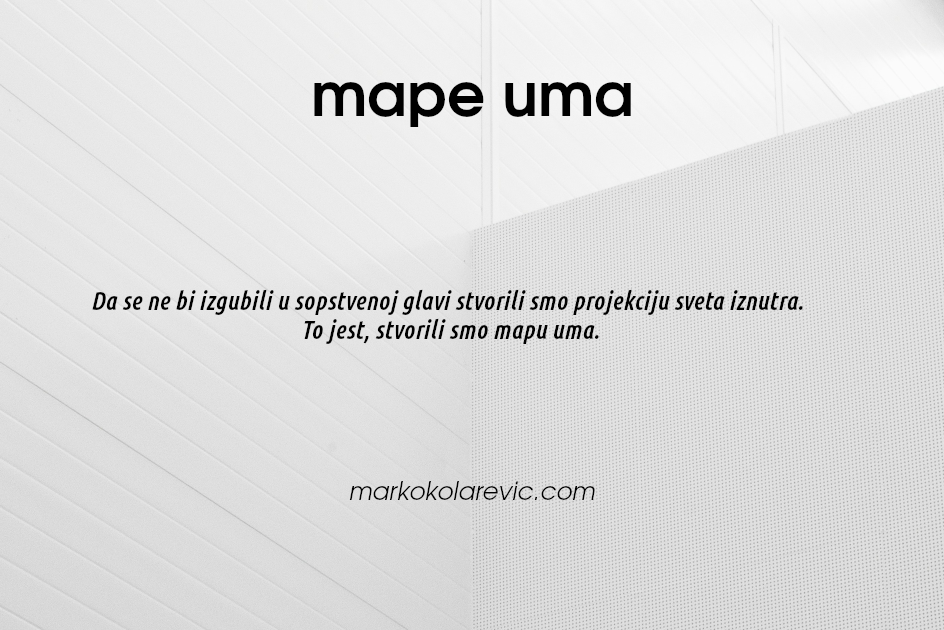 mape uma
Da se ne bi izgubili u sopstvenoj glavi stvorili smo projekciju sveta iznutra.
To jest, stvorili smo mapu uma.
markokolarevic.com